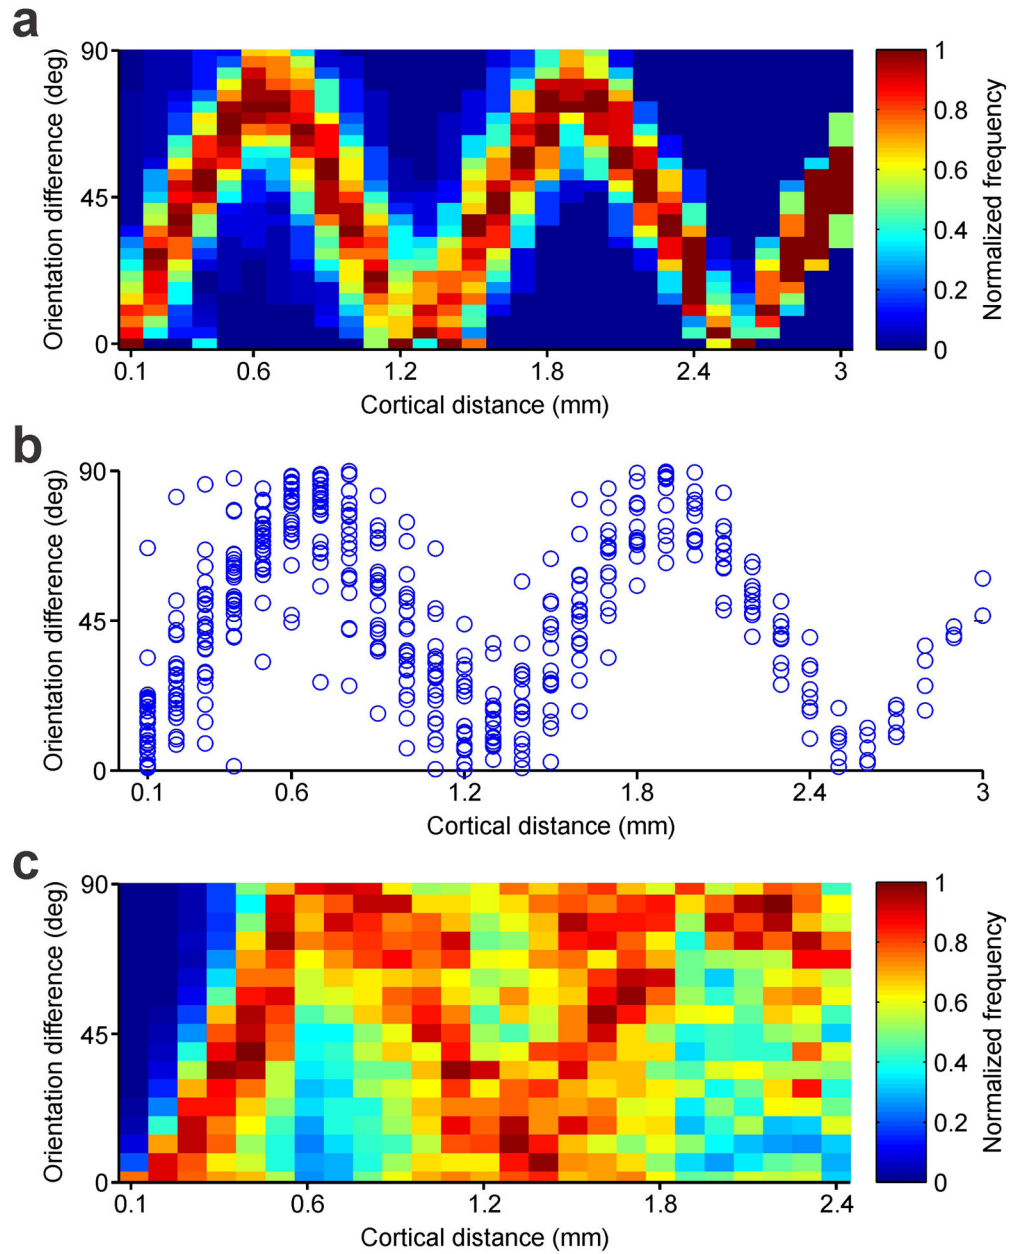 a
Orientation difference (deg)
90
45
0
0.1 0.6 1.2 1.8 2.4 3
Cortical distance (mm)
1
0.8
0.6
0.4
0.2
0
Normalized frequency
b
Orientation difference (deg)
90
45
0
0.1 0.6 1.2 1.8 2.4 3
Cortical distance (mm)
c
Orientation difference (deg)
90
45
0
0.1 0.6 1.2 1.8 2.4
Cortical distance (mm)
1
0.8
0.6
0.4
0.2
0
Normalized frequency